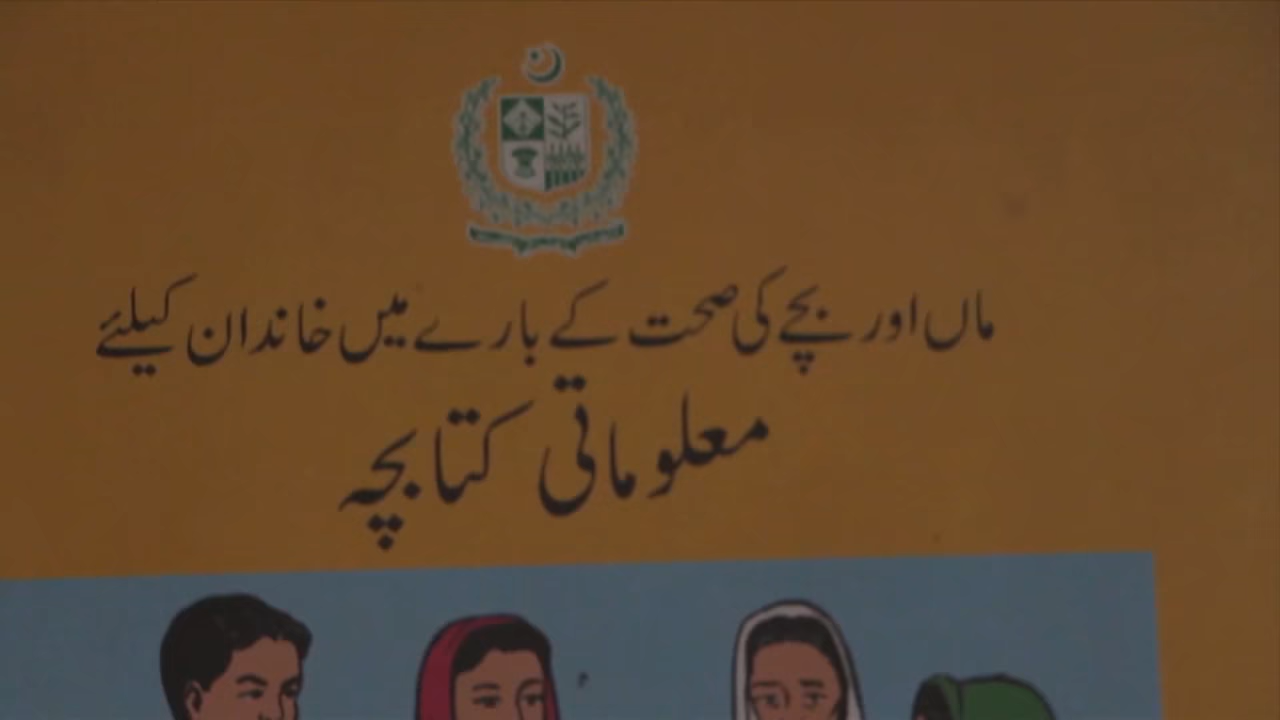 ماں اور بچے کی صحت کے بارے میں خاندان کیلئے
معلوماتی کتابچہ